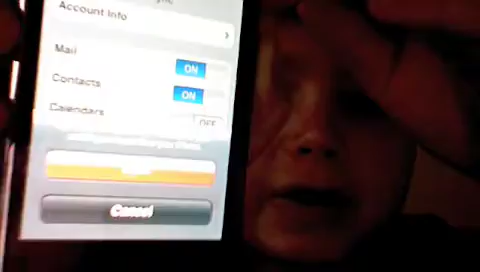 Account Info
Mail
ON
Contacts
ON
Calendars
OFF
Cancel